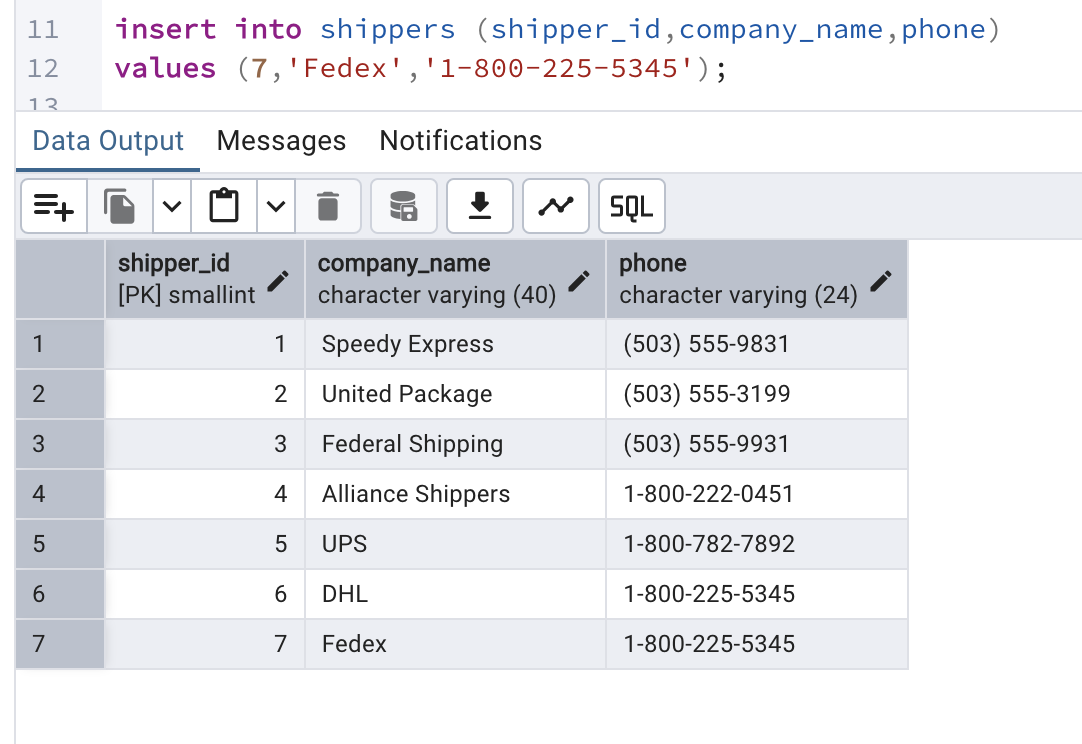 11 insert into shippers (shipper_id,company_name,phone)
12 values (7,'Fedex','1-800-225-5345');
13
Data Output Messages Notifications
SQL
shipper_id company_name phone
[PK] smallint character varying (40) character varying (24)
1 1 Speedy Express (503) 555-9831
2 2 United Package (503) 555-3199
3 3 Federal Shipping (503) 555-9931
4 4 Alliance Shippers 1-800-222-0451
5 5 UPS 1-800-782-7892
6 6 DHL 1-800-225-5345
7 7 Fedex 1-800-225-5345